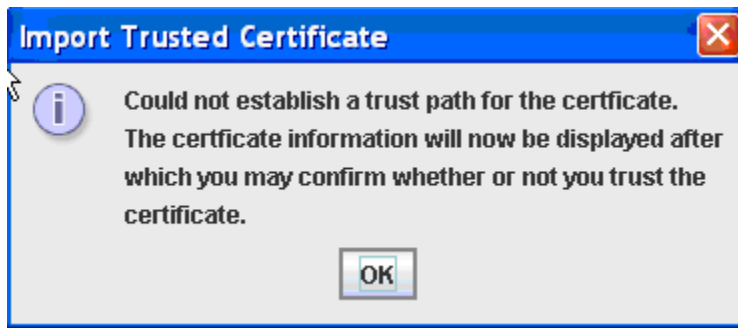 Import Trusted Certificate
Could not establish a trust path for the certficate.
The certficate information will now be displayed after
which you may confirm whether or not you trust the
certificate.
OK